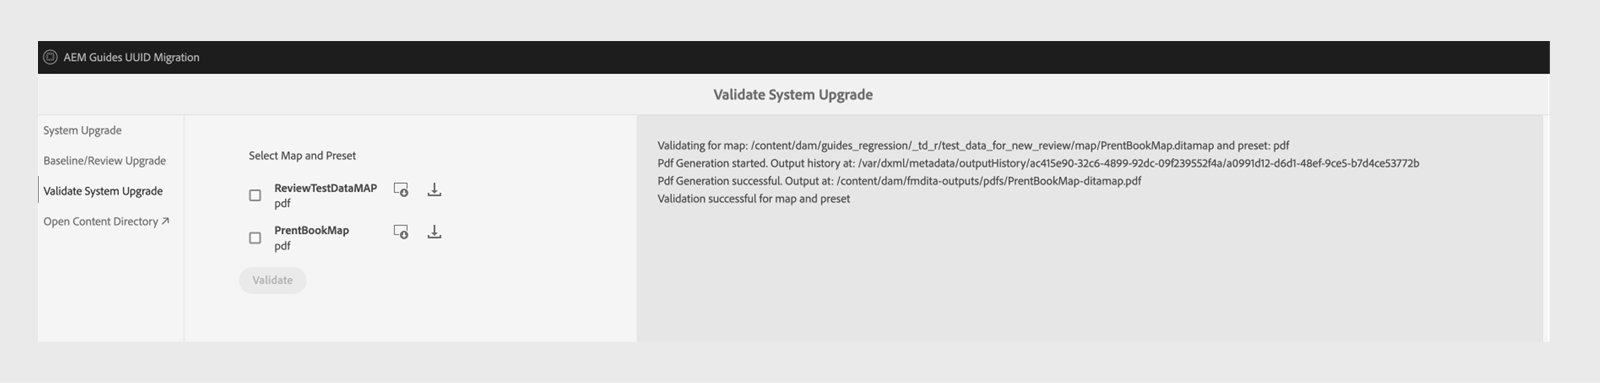 AEM Guides UUID Migration
Validate System Upgrade
System Upgrade
Baseline/Review Upgrade
Validate System Upgrade
Open Content Directory
Select Map and Preset
ReviewTestDataMAP
pdf
PrentBookMap
pdf
Validate
Validating for map: /content/dam/guides_regression/_td_r/test_data_for_new_review/map/PrentBookMap.ditamap and preset: pdf
Pdf Generation started. Output history at: /var/dxml/metadata/outputHistory/ac415e90-32c6-4899-92dc-09f239552f4a/a0991d12-d6d1-48ef-9ce5-b7d4ce53772b
Pdf Generation successful. Output at: /content/dam/fmdita-outputs/pdfs/PrentBookMap-ditamap.pdf
Validation successful for map and preset